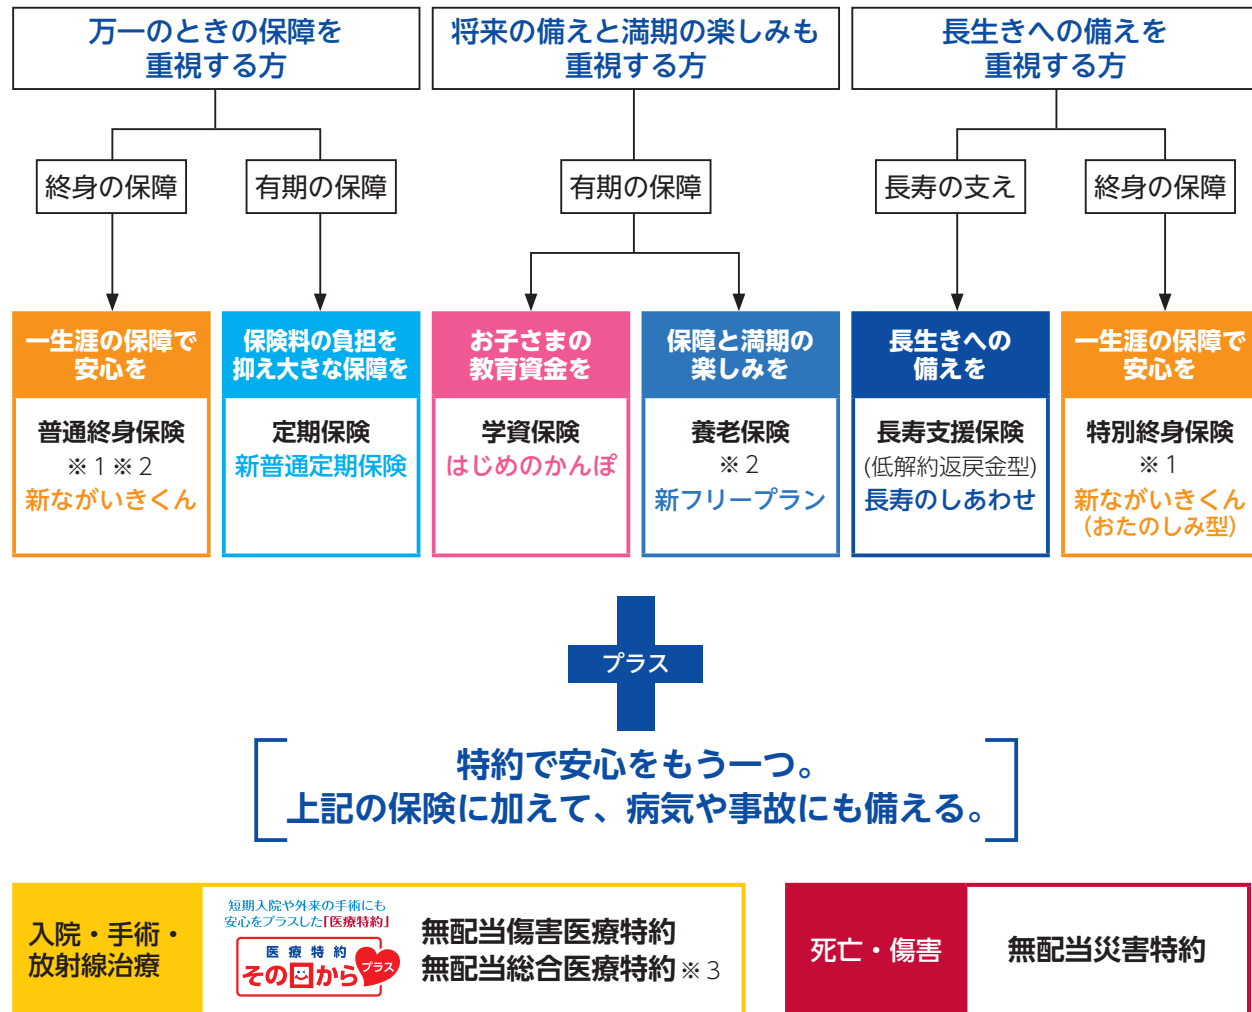 万一のときの保障を
重視する方
将来の備えと満期の楽しみも
重視する方
長生きへの備えを
重視する方
終身の保障
有期の保障
有期の保障
長寿の支え
終身の保障
一生涯の保障で
安心を
普通終身保険
※1※2
新ながいきくん
保険料の負担を
抑え大きな保障を
定期保険
新普通定期保険
お子さまの
教育資金を
学資保険
はじめのかんぽ
保障と満期の
楽しみを
養老保険
※2
新フリープラン
長生きへの
備えを
長寿支援保険
(低解約返戻金型)
長寿のしあわせ
一生涯の保障で
安心を
特別終身保険
※1
新ながいきくん
(おたのしみ型)
プラス
特約で安心をもう一つ。
上記の保険に加えて、病気や事故にも備える。
入院・手術・
放射線治療
短期入院や外来の手術にも
安心をプラスした「医療特約」
医療特約
その日からプラス
無配当傷害医療特約
無配当総合医療特約※3
死亡・傷害
無配当災害特約